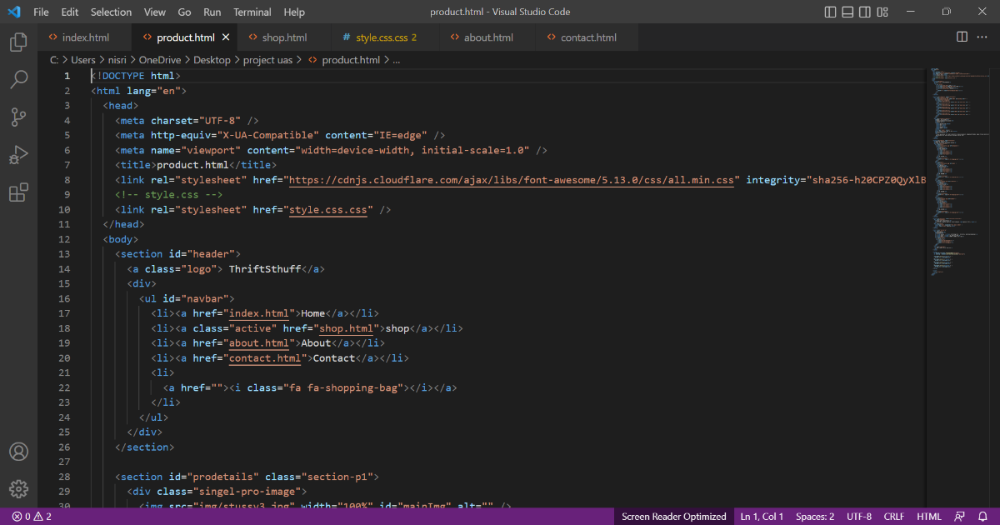 File Edit Selection View Go Run Terminal Help product.html - Visual Studio Code
index.html product.html shop.html # style.css.css 2 about.html contact.html
C: > Users > nisri > OneDrive > Desktop > project uas > product.html > ...
1 <!DOCTYPE html>
2 <html lang="en">
3 <head>
4 <meta charset="UTF-8" />
5 <meta http-equiv="X-UA-Compatible" content="IE=edge" />
6 <meta name="viewport" content="width=device-width, initial-scale=1.0" />
7 <title>product.html</title>
8 <link rel="stylesheet" href="https://cdnjs.cloudflare.com/ajax/libs/font-awesome/5.13.0/css/all.min.css" integrity="sha256-h20CPZ0QyXlB
9 <!-- style.css -->
10 <link rel="stylesheet" href="style.css.css" />
11 </head>
12 <body>
13 <section id="header">
14 <a class="logo"> ThriftSthuff</a>
15 <div>
16 <ul id="navbar">
17 <li><a href="index.html">Home</a></li>
18 <li><a class="active" href="shop.html">shop</a></li>
19 <li><a href="about.html">About</a></li>
20 <li><a href="contact.html">Contact</a></li>
21 <li>
22 <a href=""><i class="fa fa-shopping-bag"></i></a>
23 </li>
24 </ul>
25 </div>
26 </section>
27
28 <section id="prodetails" class="section-p1">
29 <div class="singel-pro-image">
30 <img src="img/stussy3.jpg" width="100%" id="mainImg" alt="" />
0 2 Screen Reader Optimized Ln 1, Col 1 Spaces: 2 UTF-8 CRLF HTML